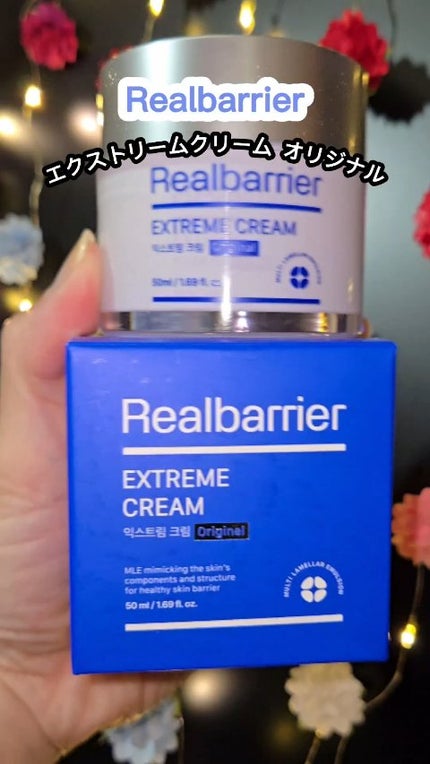 Realbarrier
エクストリームクリーム オリジナル
Realbarrier
EXTREME CREAM
익스트림 크림 Original
50ml / 1.69 fl. oz.
Realbarrier
EXTREME
CREAM
익스트림 크림 Original
MLE mimicking the skin's
components and structure
for healthy skin barrier
50 ml / 1.69 fl. oz.
MULTI LAMELLAR EMULSION